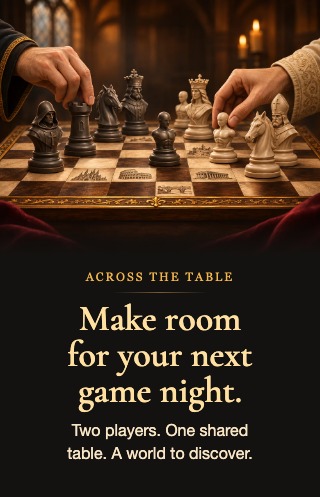 ACROSS THE TABLE
Make room
for your next
game night.
Two players. One shared
table. A world to discover.